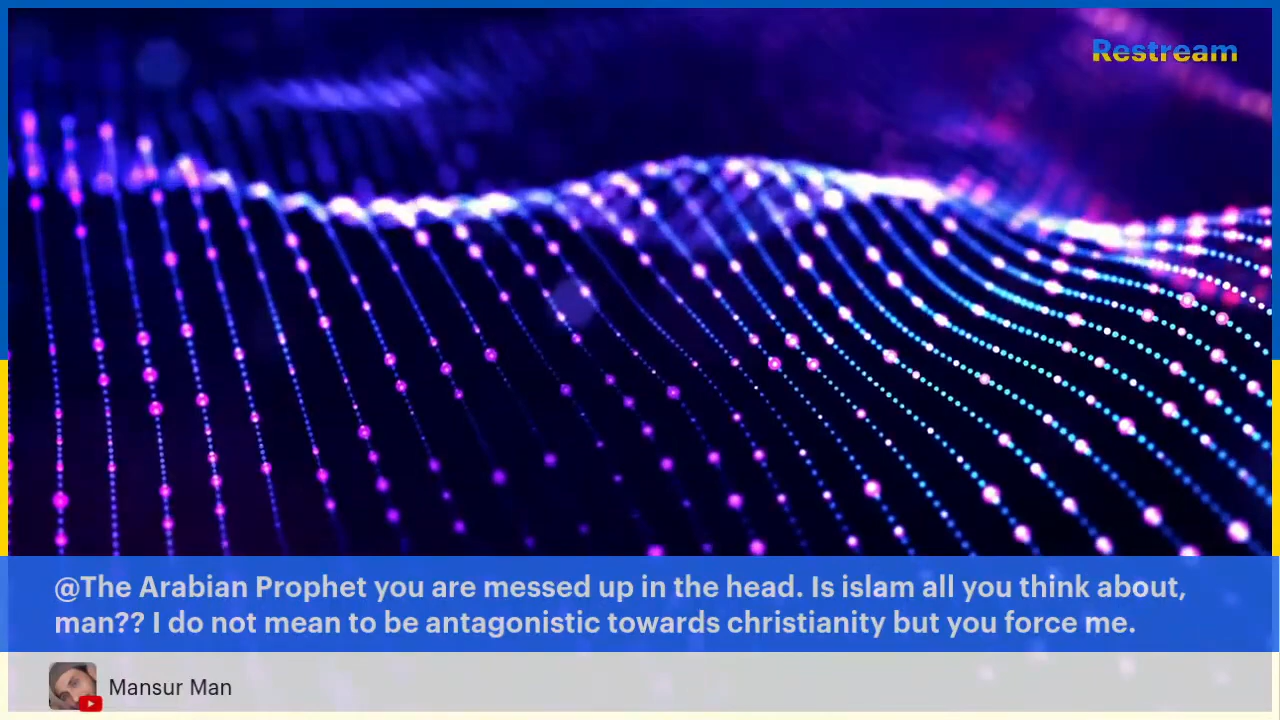 Restream
@The Arabian Prophet you are messed up in the head. Is islam all you think about,
man?? I do not mean to be antagonistic towards christianity but you force me.
Mansur Man